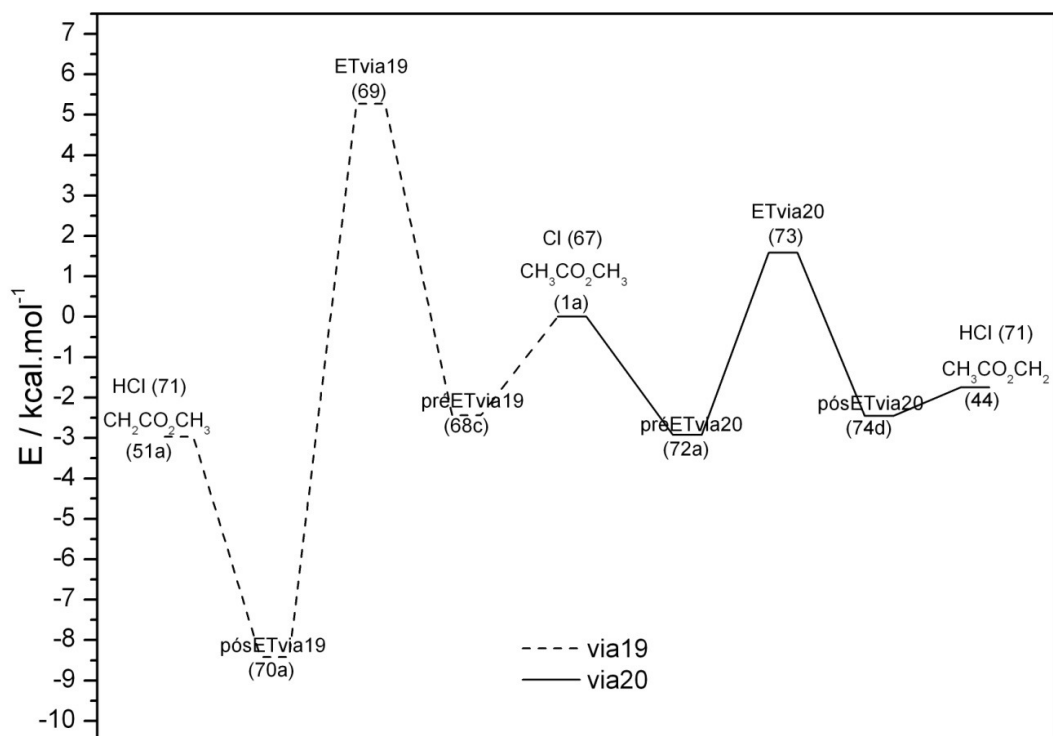 E / kcal.mol⁻¹
7
6
5
4
3
2
1
0
-1
-2
-3
-4
-5
-6
-7
-8
-9
-10
HCl (71)
CH₂CO₂CH₃
(51a)
pósETvia19
(70a)
ETvia19
(69)
préETvia19
(68c)
Cl (67)
CH₃CO₂CH₃
(1a)
préETvia20
(72a)
ETvia20
(73)
pósETvia20
(74d)
HCl (71)
CH₃CO₂CH₂
(44)
via19
via20